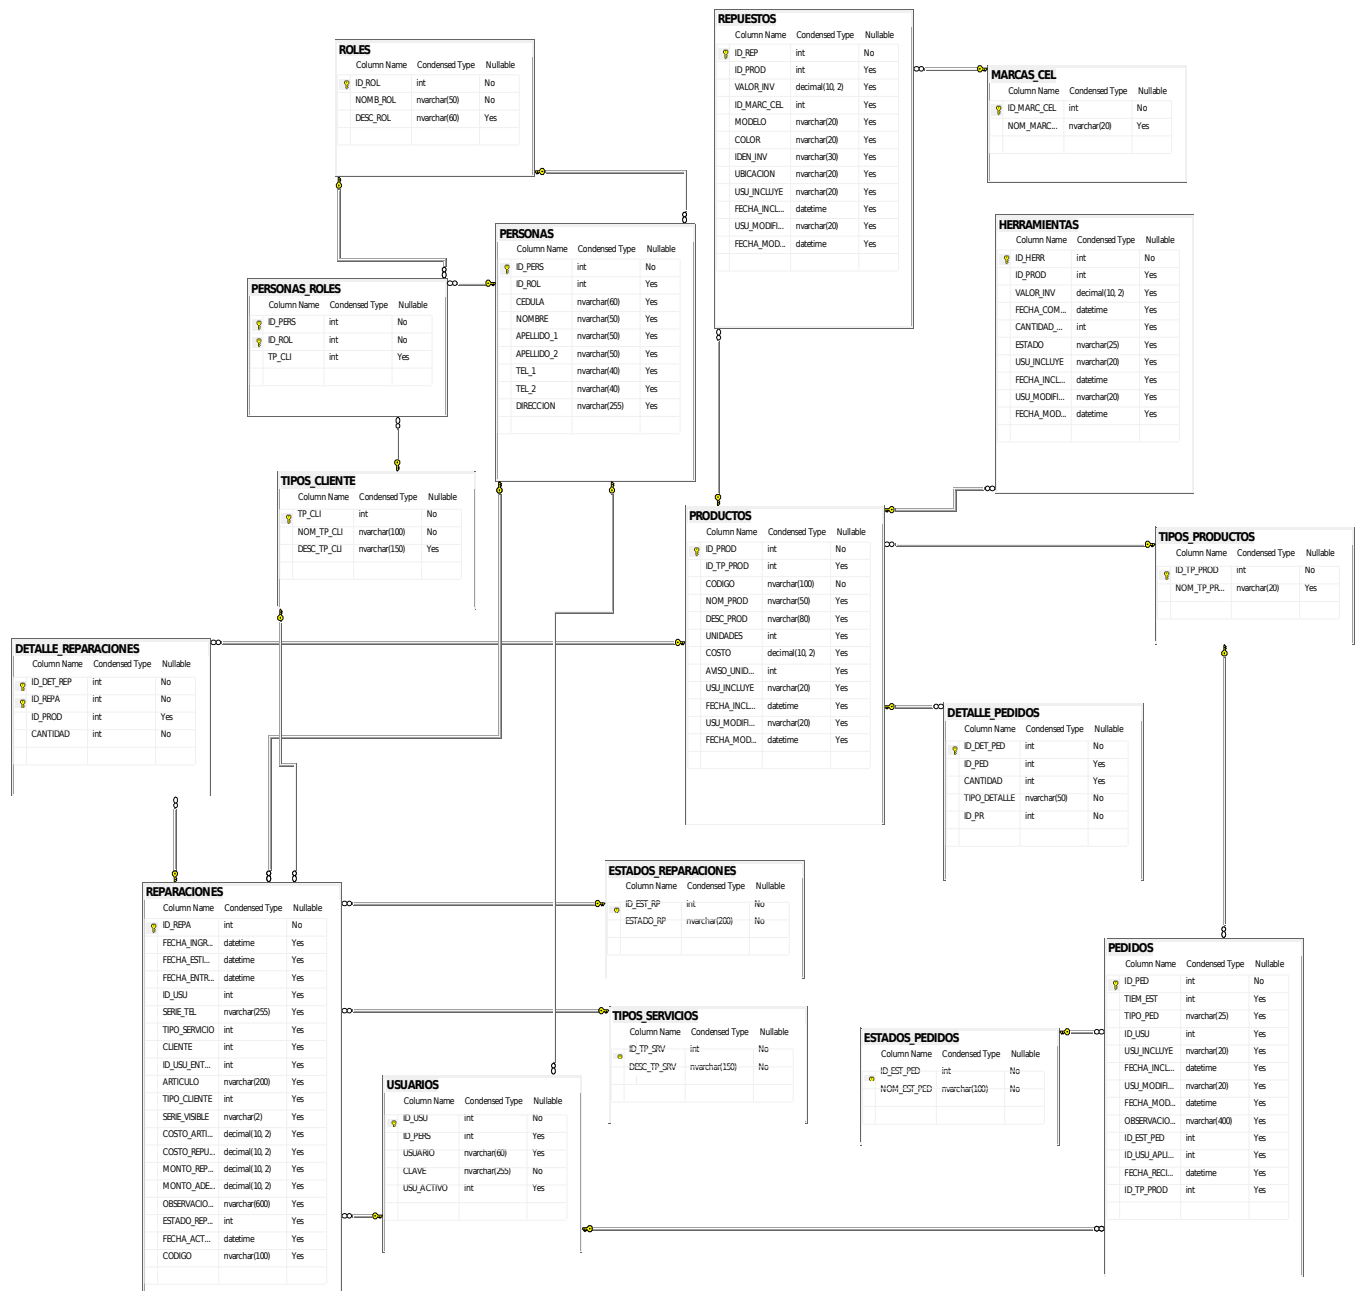 ROLES
Column Name Condensed Type Nullable
ID_ROL int No
NOMB_ROL nvarchar(50) No
DESC_ROL nvarchar(60) Yes
REPUESTOS
Column Name Condensed Type Nullable
ID_REP int No
ID_PROD int Yes
VALOR_INV decimal(10, 2) Yes
ID_MARC_CEL int Yes
MODELO nvarchar(20) Yes
COLOR nvarchar(20) Yes
IDEN_INV nvarchar(30) Yes
UBICACION nvarchar(20) Yes
USU_INCLUYE nvarchar(20) Yes
FECHA_INCL... datetime Yes
USU_MODIFI... nvarchar(20) Yes
FECHA_MOD... datetime Yes
MARCAS_CEL
Column Name Condensed Type Nullable
ID_MARC_CEL int No
NOM_MARC... nvarchar(20) Yes
PERSONAS
Column Name Condensed Type Nullable
ID_PERS int No
ID_ROL int Yes
CEDULA nvarchar(60) Yes
NOMBRE nvarchar(50) Yes
APELLIDO_1 nvarchar(50) Yes
APELLIDO_2 nvarchar(50) Yes
TEL_1 nvarchar(40) Yes
TEL_2 nvarchar(40) Yes
DIRECCION nvarchar(255) Yes
HERRAMIENTAS
Column Name Condensed Type Nullable
ID_HERR int No
ID_PROD int Yes
VALOR_INV decimal(10, 2) Yes
FECHA_COM... datetime Yes
CANTIDAD_... int Yes
ESTADO nvarchar(25) Yes
USU_INCLUYE nvarchar(20) Yes
FECHA_INCL... datetime Yes
USU_MODIFI... nvarchar(20) Yes
FECHA_MOD... datetime Yes
PERSONAS_ROLES
Column Name Condensed Type Nullable
ID_PERS int No
ID_ROL int No
TP_CLI int Yes
TIPOS_CLIENTE
Column Name Condensed Type Nullable
TP_CLI int No
NOM_TP_CLI nvarchar(100) No
DESC_TP_CLI nvarchar(150) Yes
PRODUCTOS
Column Name Condensed Type Nullable
ID_PROD int No
ID_TP_PROD int Yes
CODIGO nvarchar(100) No
NOM_PROD nvarchar(50) Yes
DESC_PROD nvarchar(80) Yes
UNIDADES int Yes
COSTO decimal(10, 2) Yes
AVISO_UNID... int Yes
USU_INCLUYE nvarchar(20) Yes
FECHA_INCL... datetime Yes
USU_MODIFI... nvarchar(20) Yes
FECHA_MOD... datetime Yes
TIPOS_PRODUCTOS
Column Name Condensed Type Nullable
ID_TP_PROD int No
NOM_TP_PR... nvarchar(20) Yes
DETALLE_REPARACIONES
Column Name Condensed Type Nullable
ID_DET_REP int No
ID_REPA int No
ID_PROD int Yes
CANTIDAD int No
DETALLE_PEDIDOS
Column Name Condensed Type Nullable
ID_DET_PED int No
ID_PED int Yes
CANTIDAD int Yes
TIPO_DETALLE nvarchar(50) No
ID_PR int No
REPARACIONES
Column Name Condensed Type Nullable
ID_REPA int No
FECHA_INGR... datetime Yes
FECHA_ESTI... datetime Yes
FECHA_ENTR... datetime Yes
ID_USU int Yes
SERIE_TEL nvarchar(255) Yes
TIPO_SERVICIO int Yes
CLIENTE int Yes
ID_USU_ENT... int Yes
ARTICULO nvarchar(200) Yes
TIPO_CLIENTE int Yes
SERIE_VISIBLE nvarchar(2) Yes
COSTO_ARTI... decimal(10, 2) Yes
COSTO_REPU... decimal(10, 2) Yes
MONTO_REP... decimal(10, 2) Yes
MONTO_ADE... decimal(10, 2) Yes
OBSERVACIO... nvarchar(600) Yes
ESTADO_REP... int Yes
FECHA_ACT... datetime Yes
CODIGO nvarchar(100) Yes
ESTADOS_REPARACIONES
Column Name Condensed Type Nullable
ID_EST_RP int No
ESTADO_RP nvarchar(200) No
TIPOS_SERVICIOS
Column Name Condensed Type Nullable
ID_TP_SRV int No
DESC_TP_SRV nvarchar(150) No
USUARIOS
Column Name Condensed Type Nullable
ID_USU int No
ID_PERS int Yes
USUARIO nvarchar(60) Yes
CLAVE nvarchar(255) No
USU_ACTIVO int Yes
ESTADOS_PEDIDOS
Column Name Condensed Type Nullable
ID_EST_PED int No
NOM_EST_PED nvarchar(100) No
PEDIDOS
Column Name Condensed Type Nullable
ID_PED int No
TIEM_EST int Yes
TIPO_PED nvarchar(25) Yes
ID_USU int Yes
USU_INCLUYE nvarchar(20) Yes
FECHA_INCL... datetime Yes
USU_MODIFI... nvarchar(20) Yes
FECHA_MOD... datetime Yes
OBSERVACIO... nvarchar(400) Yes
ID_EST_PED int Yes
ID_USU_APLI... int Yes
FECHA_RECI... datetime Yes
ID_TP_PROD int Yes